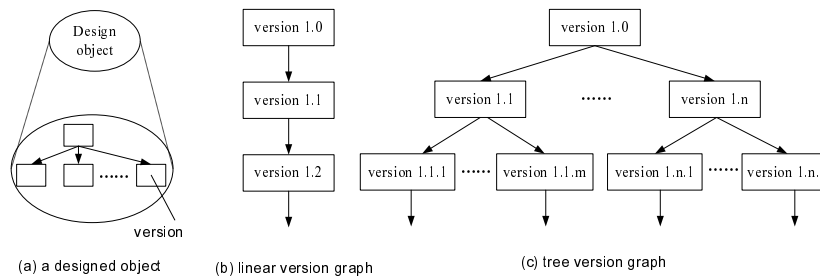 Design
object
......
version
(a) a designed object
version 1.0
version 1.1
version 1.2
(b) linear version graph
version 1.0
version 1.1
......
version 1.n
version 1.1.1
......
version 1.1.m
version 1.n.1
......
version 1.n.
(c) tree version graph